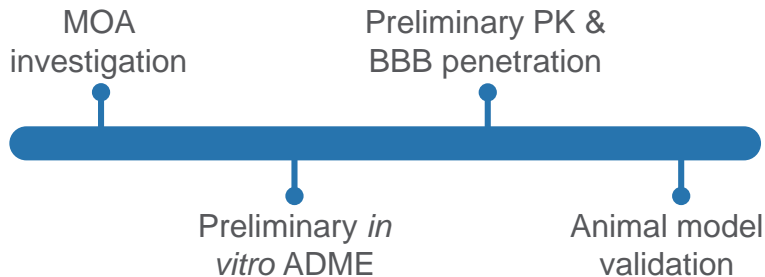 MOA
investigation
Preliminary PK &
BBB penetration
Preliminary in
vitro ADME
Animal model
validation